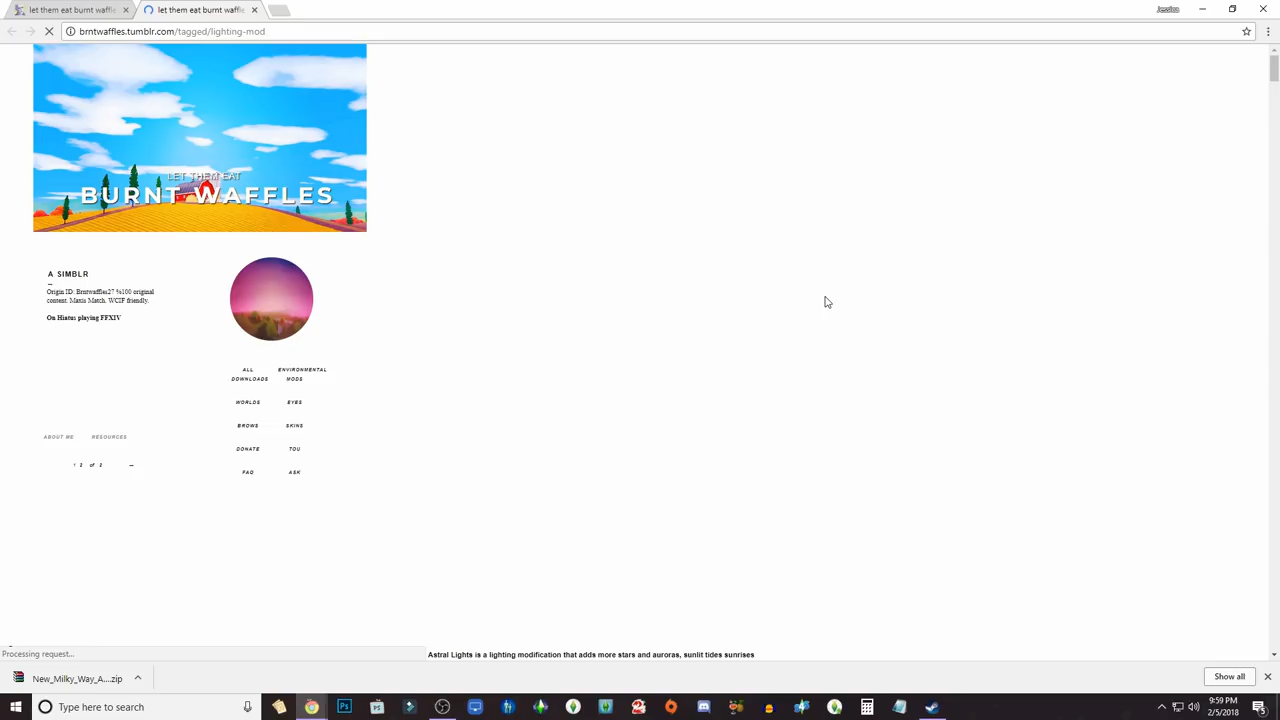 let them eat burnt waffl
let them eat burnt waffl
brntwaffles.tumblr.com/tagged/lighting-mod
LET THEM EAT
BURNT WAFFLES
A SIMBLR
Origin ID: Brntwaffles27 %100 original
content. Maxis Match. WCIF friendly.
On Hiatus playing FFXIV
ALL DOWNLOADS
ENVIRONMENTAL MODS
WORLDS
EYES
BROWS
SKINS
DONATE
TOU
FAQ
ASK
ABOUT ME
RESOURCES
Processing request...
Astral Lights is a lighting modification that adds more stars and auroras, sunlit tides sunrises
New_Milky_Way_A....zip
Show all
Type here to search
9:59 PM
2/5/2018